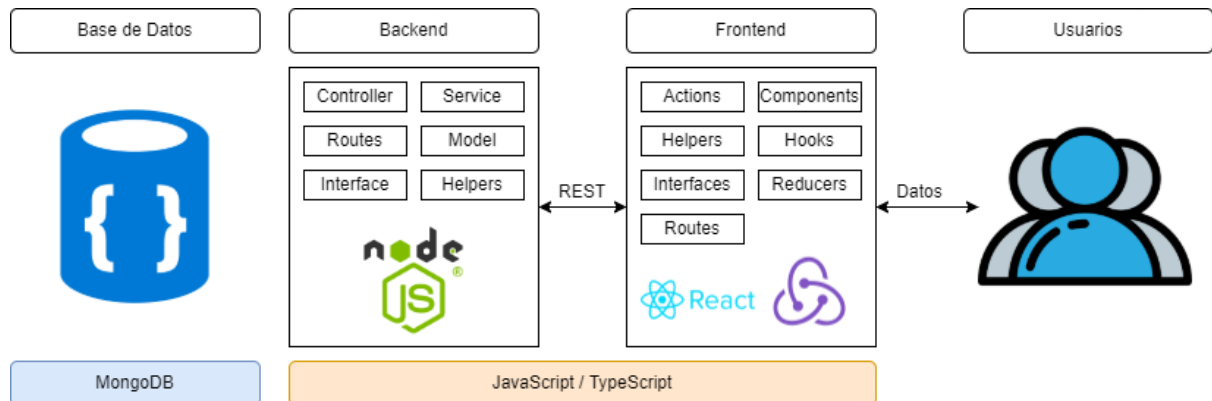 Base de Datos
Backend
Frontend
Usuarios
Controller
Service
Routes
Model
Interface
Helpers
node
JS
®
REST
Actions
Components
Helpers
Hooks
Interfaces
Reducers
Routes
React
Datos
{ }
MongoDB
JavaScript / TypeScript